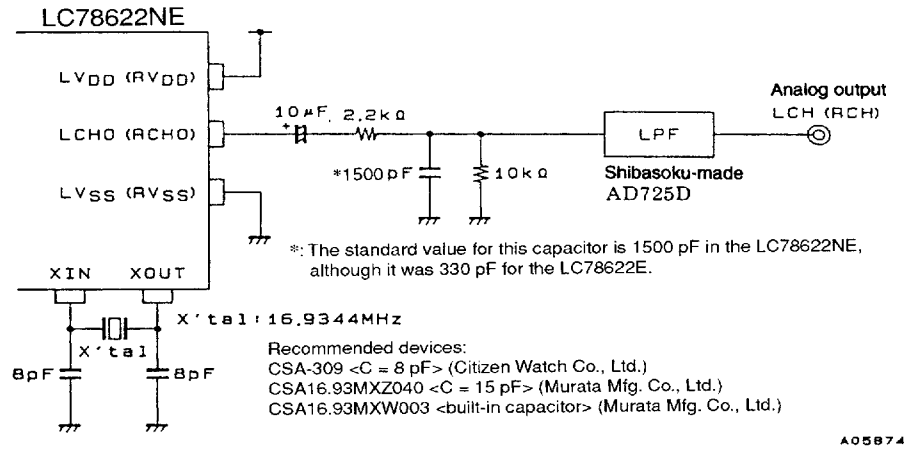 LC78622NE
LVDD (RVDD)
LCHO (RCHO)
LVSS (RVSS)
XIN XOUT
10µF, 2.2kΩ
+
*1500pF
10kΩ
LPF
Shibasoku-made
AD725D
Analog output
LCH (RCH)
*: The standard value for this capacitor is 1500 pF in the LC78622NE,
although it was 330 pF for the LC78622E.
X'tal: 16.9344MHz
X'tal
8pF
8pF
Recommended devices:
CSA-309 <C = 8 pF> (Citizen Watch Co., Ltd.)
CSA16.93MXZ040 <C = 15 pF> (Murata Mfg. Co., Ltd.)
CSA16.93MXW003 <built-in capacitor> (Murata Mfg. Co., Ltd.)
A05874